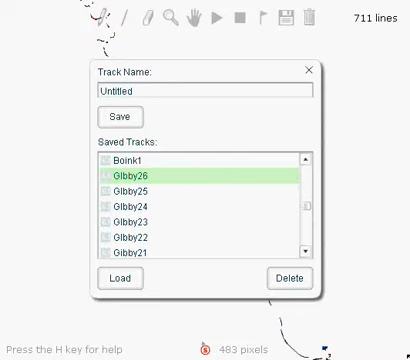 711 lines
Track Name:
Untitled
Save
Saved Tracks:
Boink1
Glbby26
Glbby25
Glbby24
Glbby23
Glbby22
Glbby21
Load
Delete
Press the H key for help
483 pixels